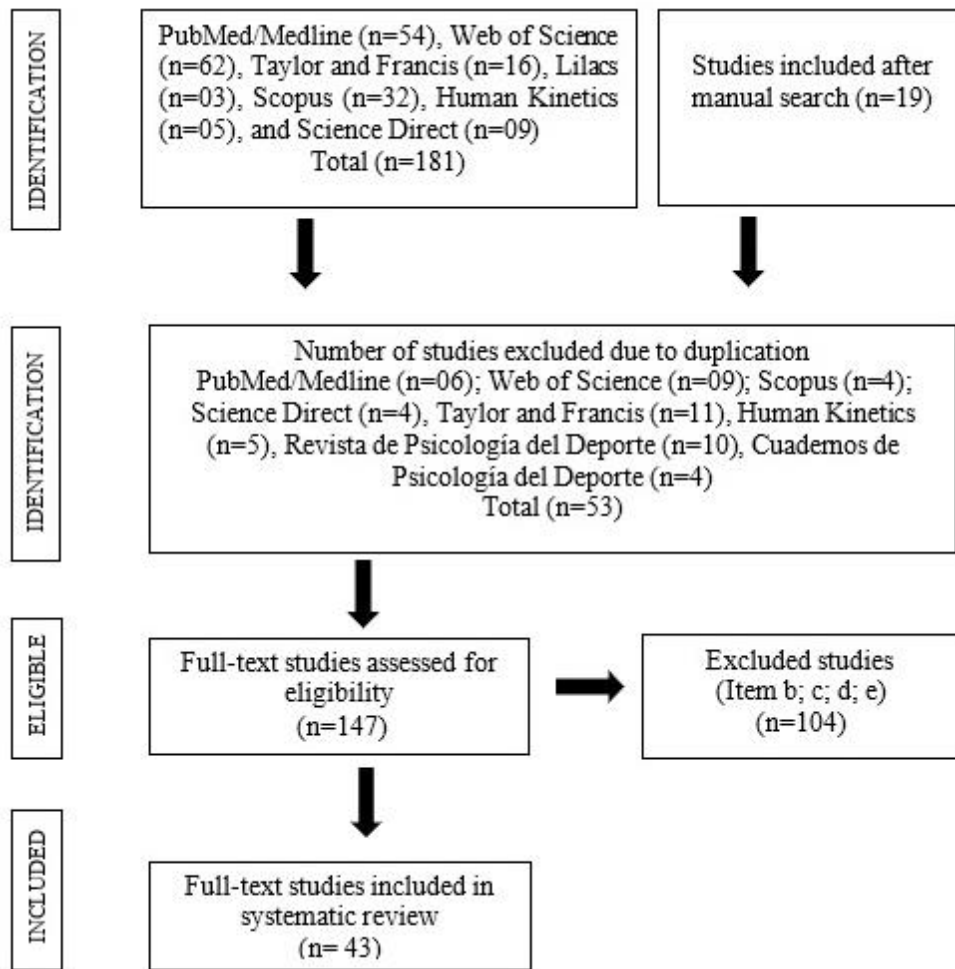 IDENTIFICATION
PubMed/Medline (n=54), Web of Science
(n=62), Taylor and Francis (n=16), Lilacs
(n=03), Scopus (n=32), Human Kinetics
(n=05), and Science Direct (n=09)
Total (n=181)
Studies included after
manual search (n=19)
IDENTIFICATION
Number of studies excluded due to duplication
PubMed/Medline (n=06); Web of Science (n=09); Scopus (n=4);
Science Direct (n=4), Taylor and Francis (n=11), Human Kinetics
(n=5), Revista de Psicología del Deporte (n=10), Cuadernos de
Psicología del Deporte (n=4)
Total (n=53)
ELIGIBLE
Full-text studies assessed for
eligibility
(n=147)
Excluded studies
(Item b; c; d; e)
(n=104)
INCLUDED
Full-text studies included in
systematic review
(n= 43)